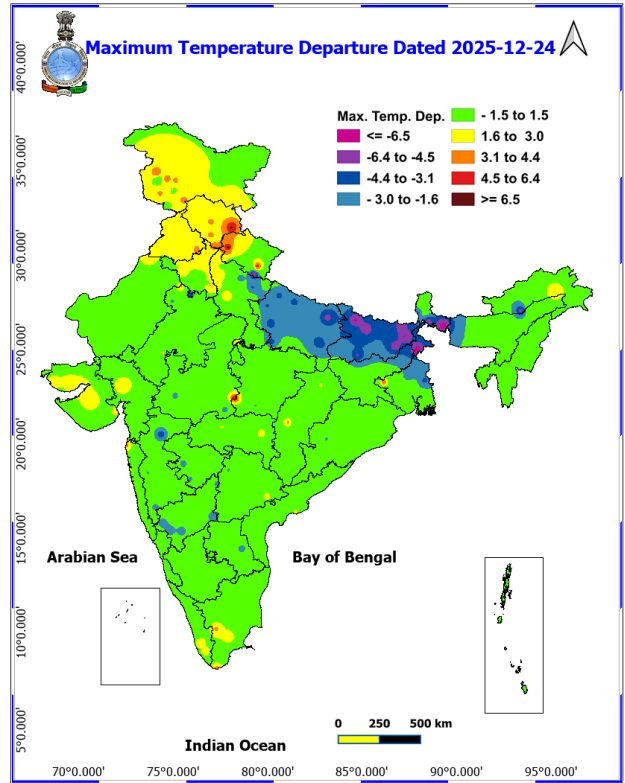 Maximum Temperature Departure Dated 2025-12-24
Max. Temp. Dep.
<= -6.5
-6.4 to -4.5
-4.4 to -3.1
- 3.0 to -1.6
- 1.5 to 1.5
1.6 to 3.0
3.1 to 4.4
4.5 to 6.4
>= 6.5
40°0.000'
35°0.000'
30°0.000'
25°0.000'
20°0.000'
15°0.000'
10°0.000'
5°0.000'
Arabian Sea
Bay of Bengal
Indian Ocean
0 250 500 km
70°0.000' 75°0.000' 80°0.000' 85°0.000' 90°0.000' 95°0.000'